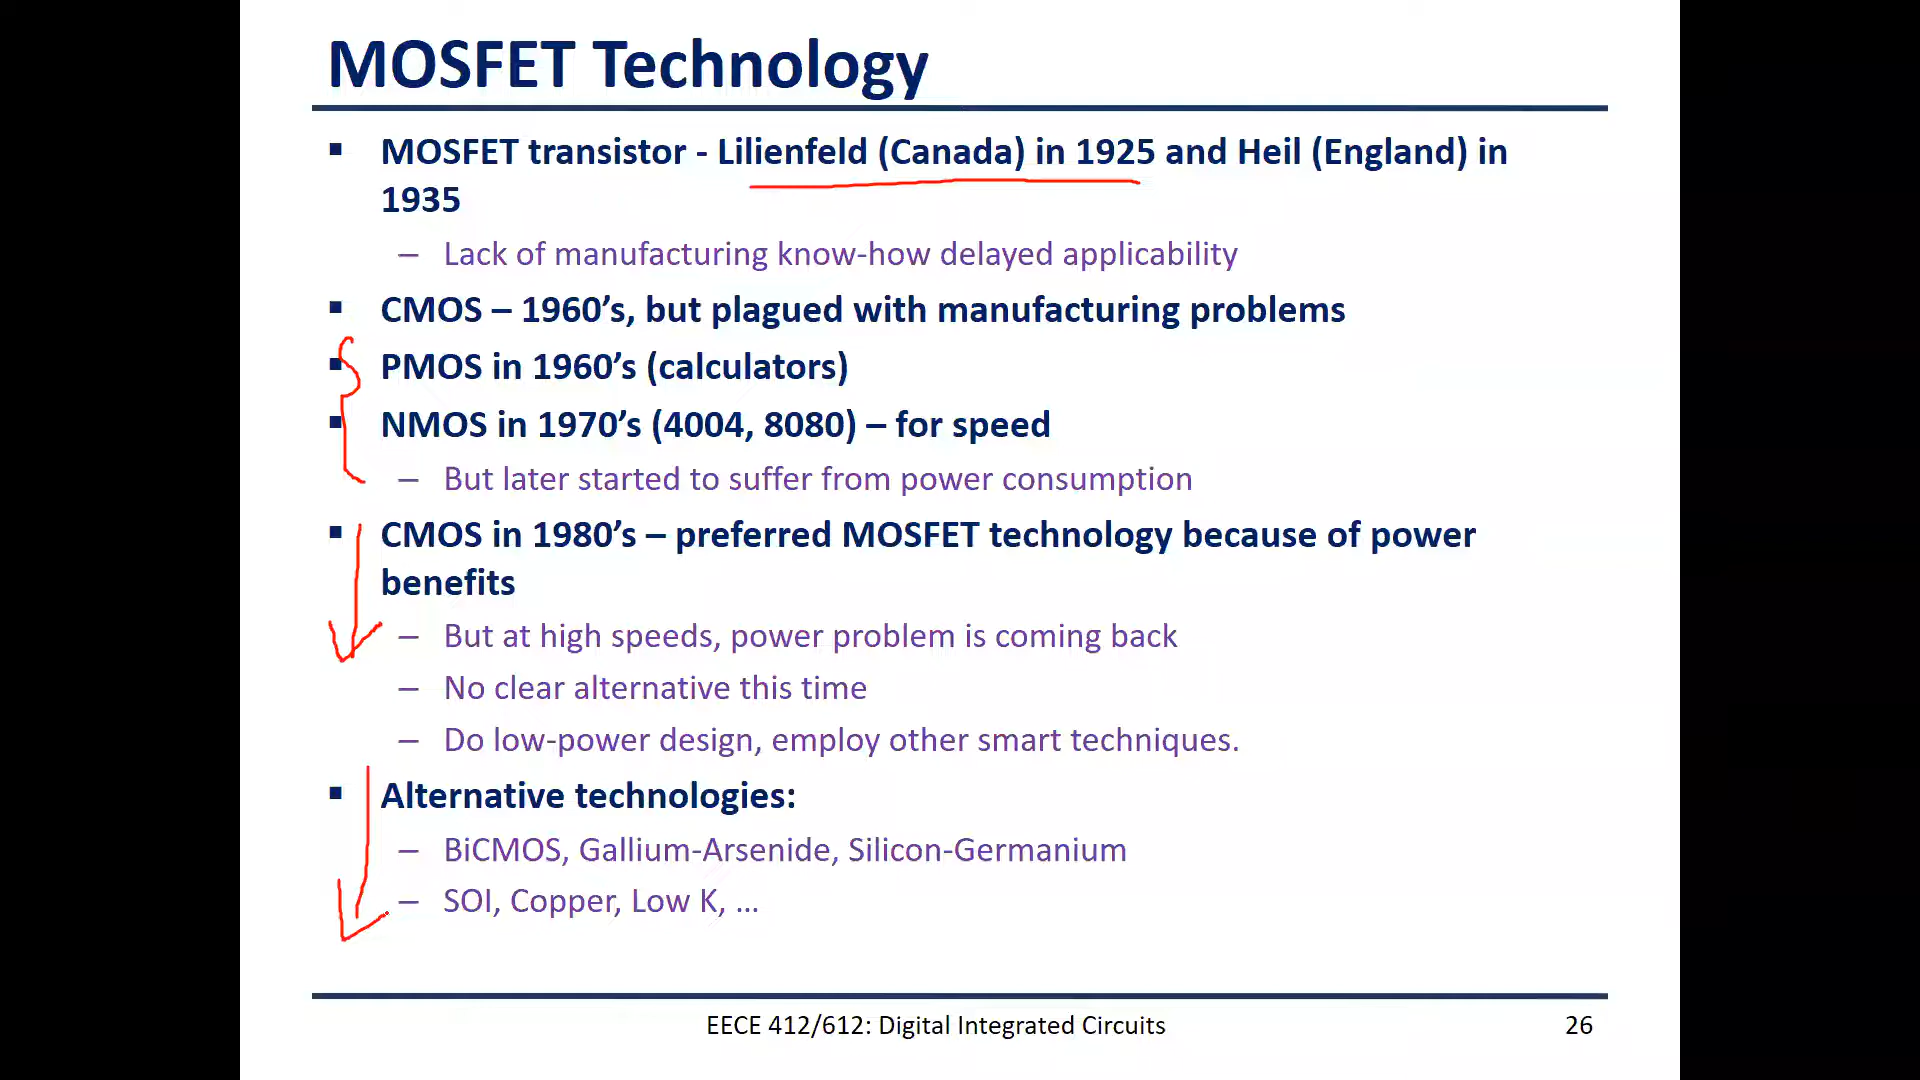 MOSFET Technology
▪ MOSFET transistor - Lilienfeld (Canada) in 1925 and Heil (England) in
1935
– Lack of manufacturing know-how delayed applicability
▪ CMOS – 1960’s, but plagued with manufacturing problems
▪ PMOS in 1960’s (calculators)
▪ NMOS in 1970’s (4004, 8080) – for speed
– But later started to suffer from power consumption
▪ CMOS in 1980’s – preferred MOSFET technology because of power
benefits
– But at high speeds, power problem is coming back
– No clear alternative this time
– Do low-power design, employ other smart techniques.
▪ Alternative technologies:
– BiCMOS, Gallium-Arsenide, Silicon-Germanium
– SOI, Copper, Low K, ...
EECE 412/612: Digital Integrated Circuits
26